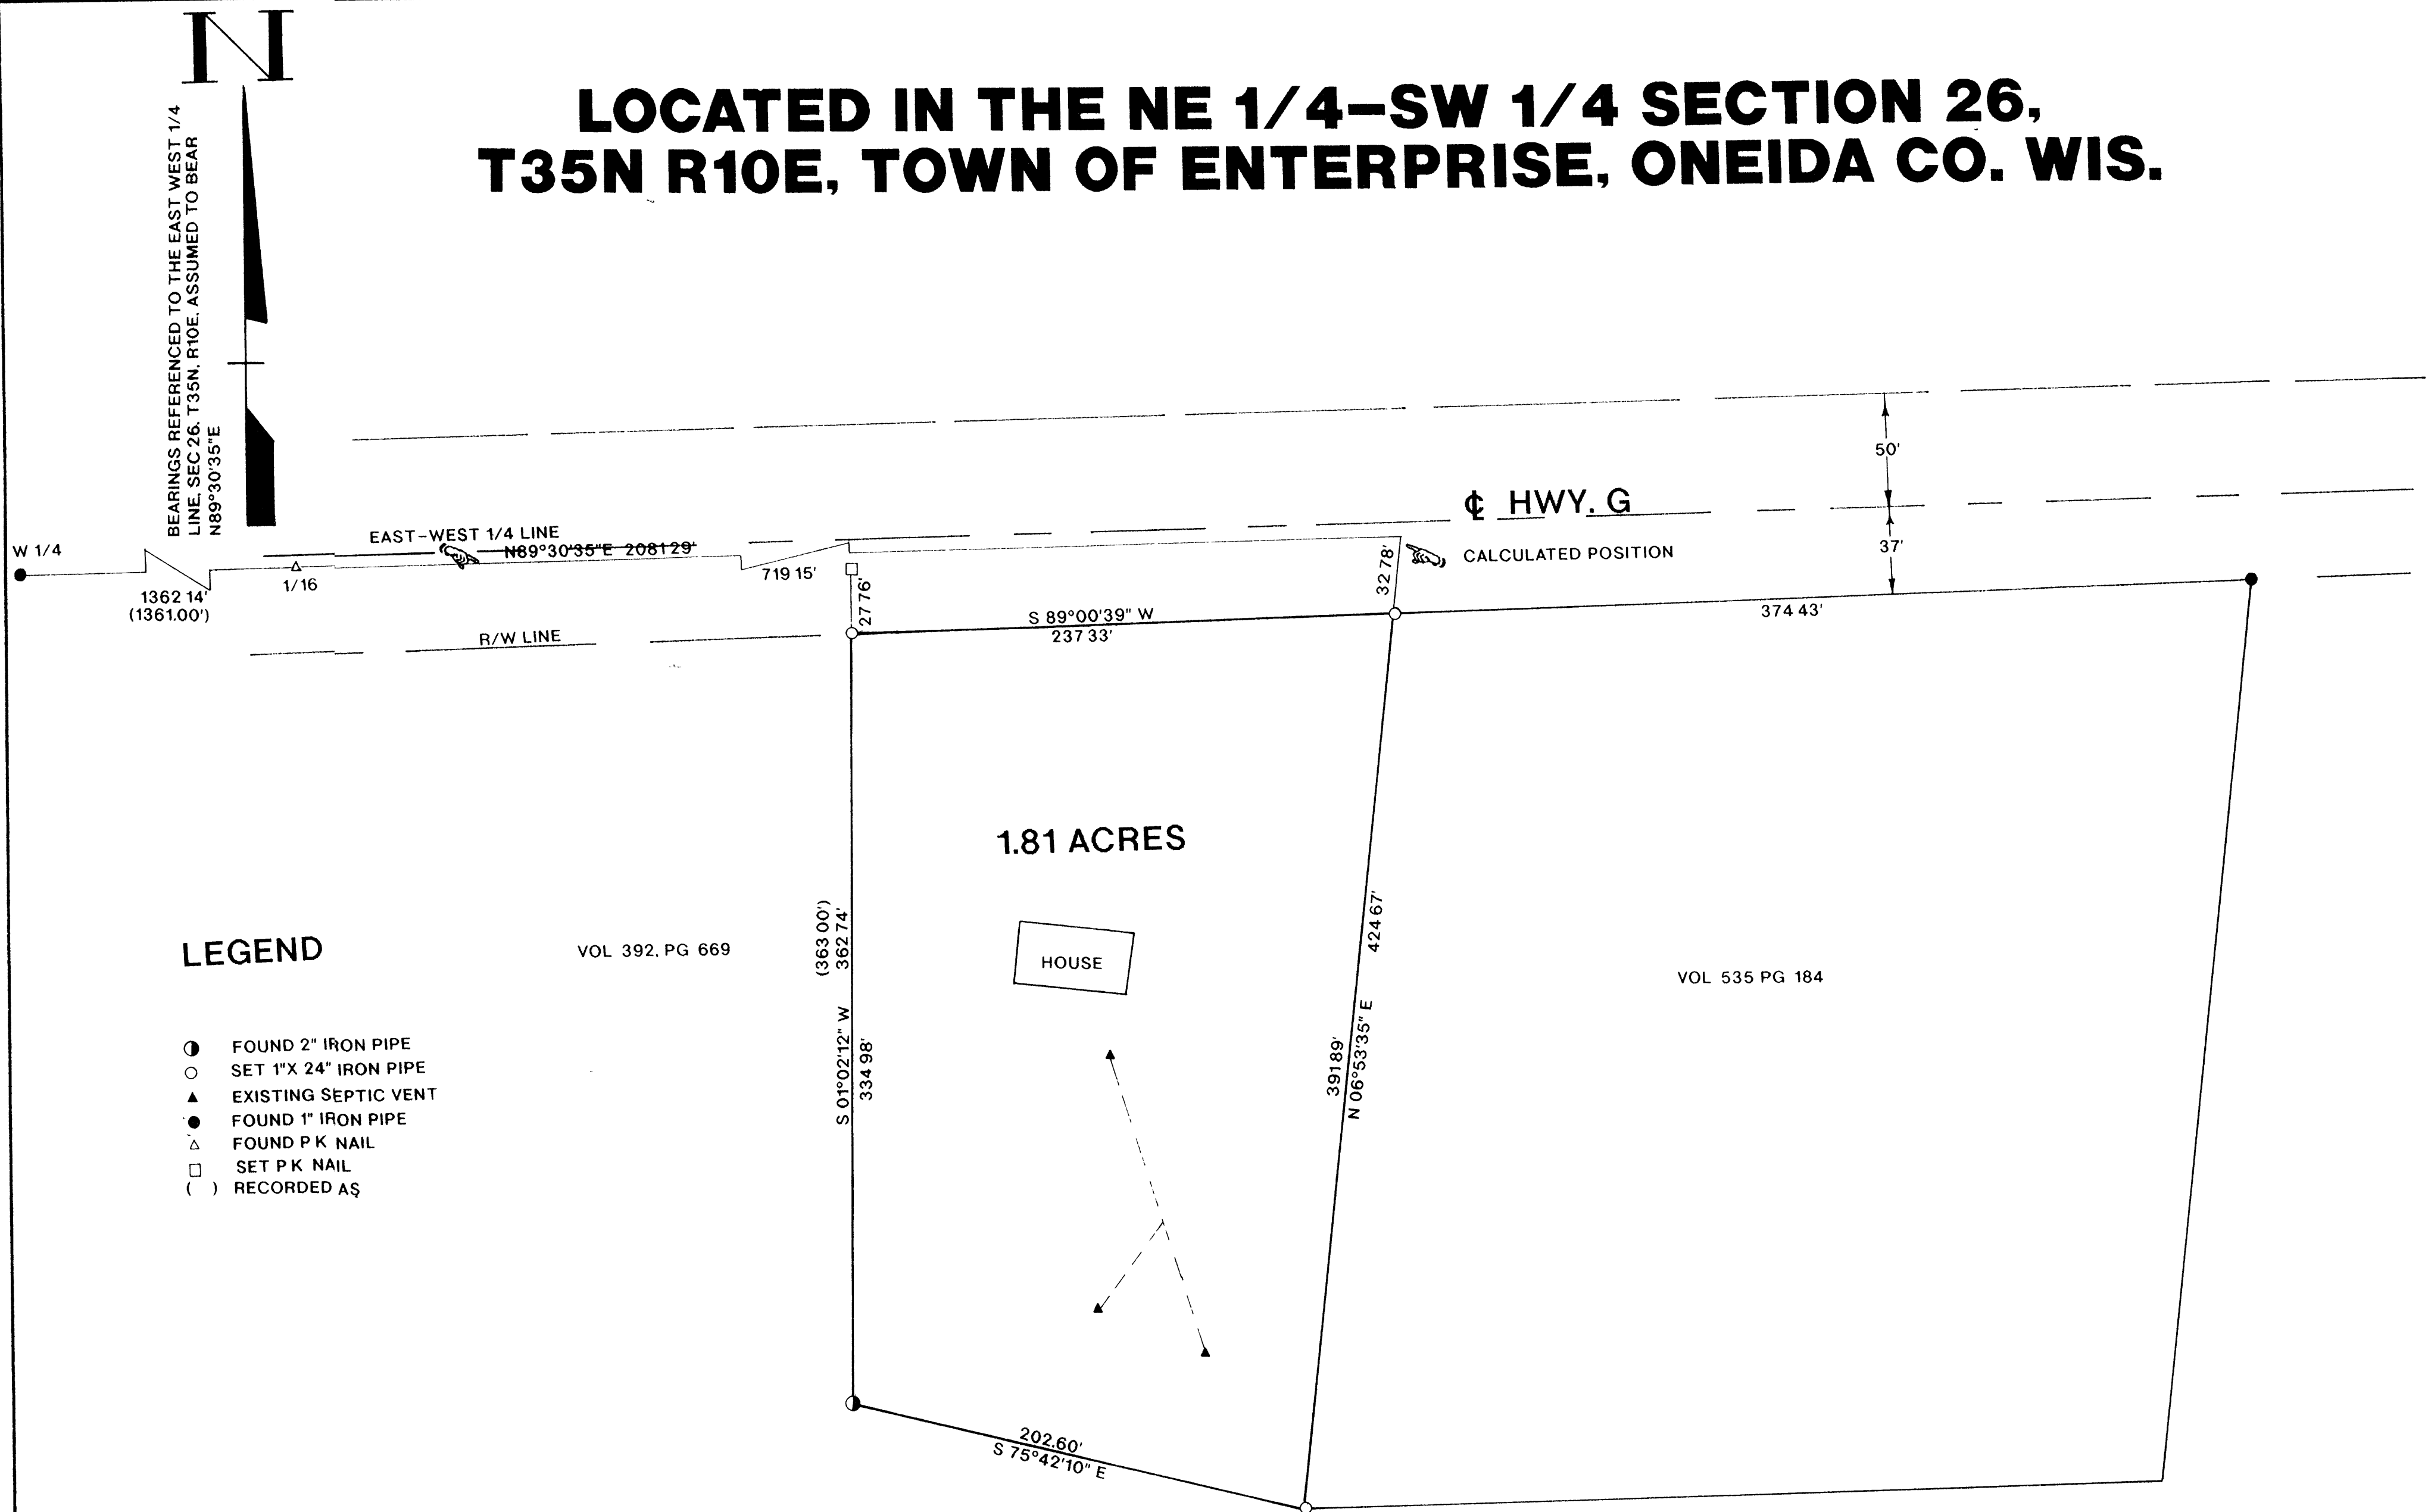 N
LOCATED IN THE NE 1/4–SW 1/4 SECTION 26,
T35N R10E, TOWN OF ENTERPRISE, ONEIDA CO. WIS.
BEARINGS REFERENCED TO THE EAST WEST 1/4
LINE, SEC 26. T35N, R10E, ASSUMED TO BEAR
N89°30'35"E
50'
℄ HWY. G
37'
CALCULATED POSITION
W 1/4
EAST–WEST 1/4 LINE
N89°30'35"E 2081 29'
1362 14'
(1361.00')
1/16
719 15'
27 76'
32 78'
S 89°00'39" W
237 33'
374 43'
R/W LINE
1.81 ACRES
HOUSE
(363 00')
362 74'
S 01°02'12" W
334 98'
424 67'
391 89'
N 06°53'35" E
VOL 392, PG 669
VOL 535 PG 184
LEGEND
FOUND 2" IRON PIPE
SET 1"X 24" IRON PIPE
EXISTING SEPTIC VENT
FOUND 1" IRON PIPE
FOUND P K NAIL
SET P K NAIL
( ) RECORDED AS
202.60'
S 75°42'10" E